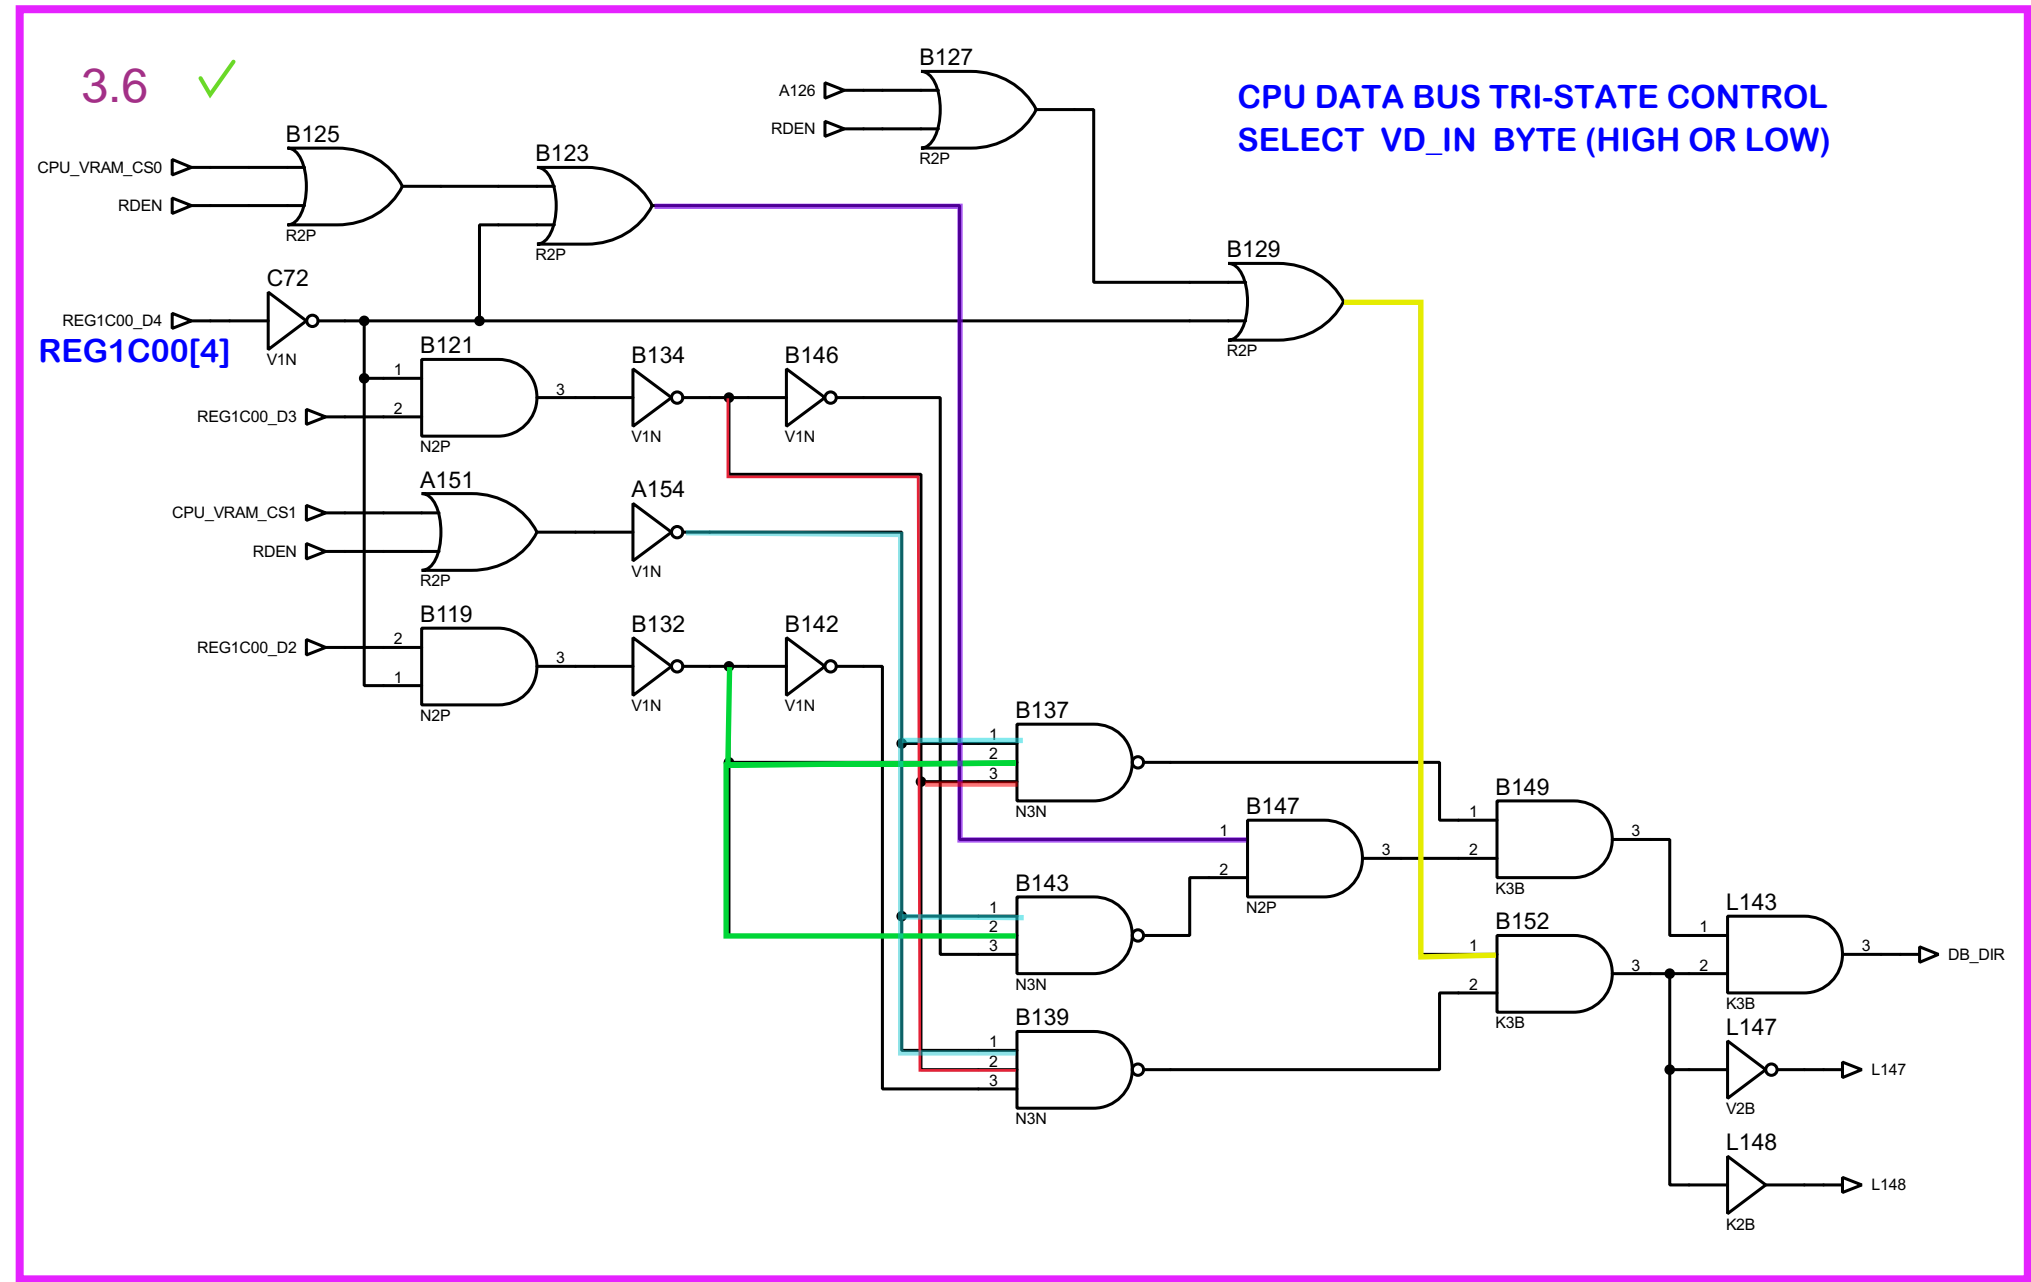 3.6
CPU DATA BUS TRI-STATE CONTROL
SELECT VD_IN BYTE (HIGH OR LOW)
B127
A126
RDEN
R2P
B125
CPU_VRAM_CS0
RDEN
R2P
B123
R2P
B129
R2P
C72
REG1C00_D4
REG1C00[4]
V1N
B121
1
2
3
REG1C00_D3
N2P
B134
V1N
B146
V1N
A151
CPU_VRAM_CS1
RDEN
R2P
A154
V1N
B119
REG1C00_D2
2
1
3
N2P
B132
V1N
B142
V1N
B137
1
2
3
N3N
B147
1
2
3
N2P
B149
1
2
3
K3B
B143
1
2
3
N3N
B152
1
2
3
K3B
L143
1
2
3
DB_DIR
K3B
B139
1
2
3
N3N
L147
L147
V2B
L148
L148
K2B